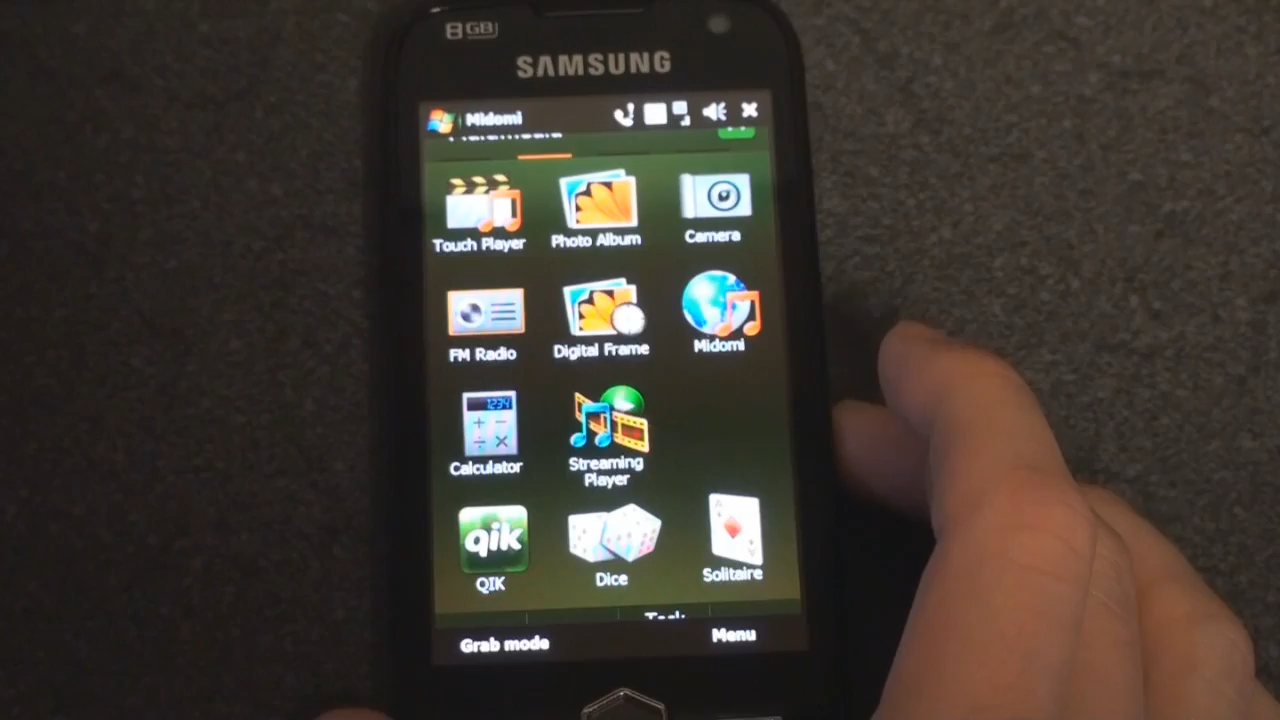 8GB
SAMSUNG
Midomi
Touch Player
Photo Album
Camera
FM Radio
Digital Frame
Midomi
1234
Calculator
Streaming
Player
qik
QIK
Dice
Solitaire
Grab mode
Menu